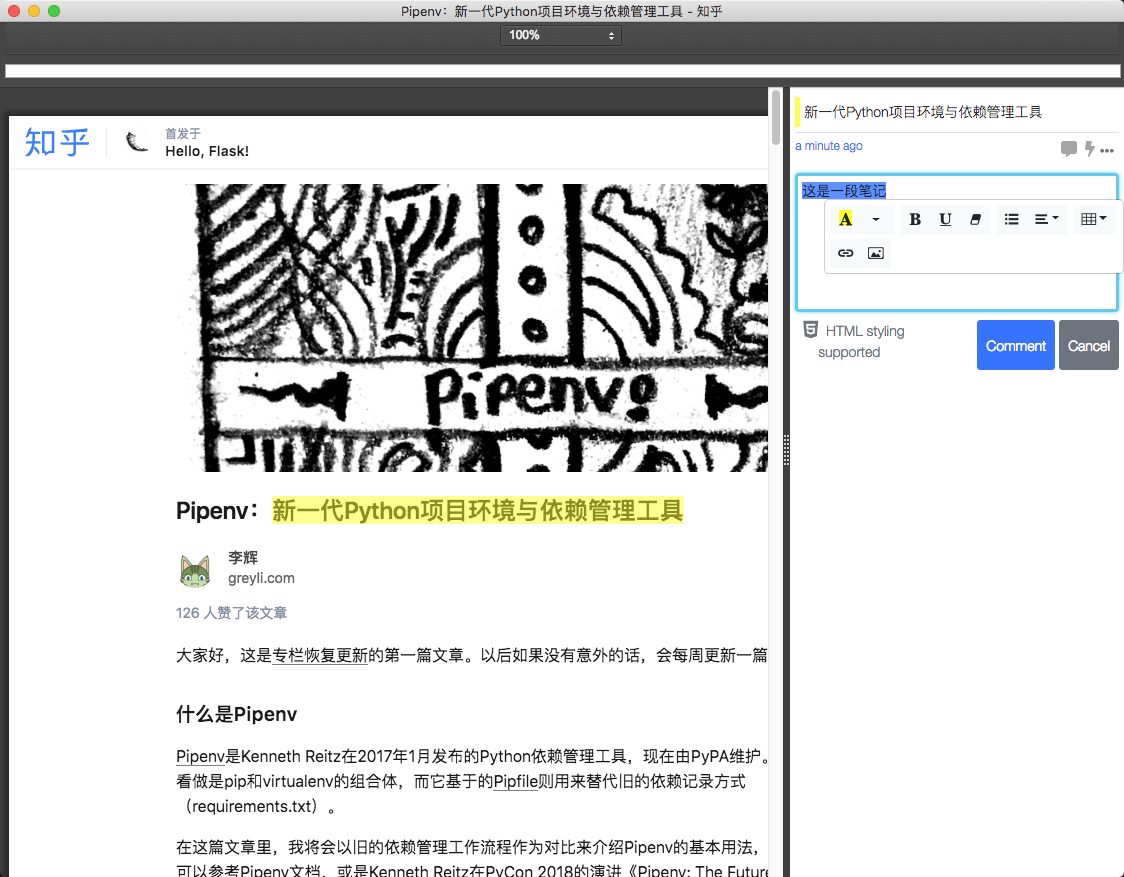 Pipenv：新一代Python项目环境与依赖管理工具 - 知乎
100%
知乎
首发于
Hello, Flask!
Pipenv
Pipenv：新一代Python项目环境与依赖管理工具
李辉
greyli.com
126 人赞了该文章
大家好，这是专栏恢复更新的第一篇文章。以后如果没有意外的话，会每周更新一篇
什么是Pipenv
Pipenv是Kenneth Reitz在2017年1月发布的Python依赖管理工具，现在由PyPA维护。
看做是pip和virtualenv的组合体，而它基于的Pipfile则用来替代旧的依赖记录方式
（requirements.txt）。
在这篇文章里，我将会以旧的依赖管理工作流程作为对比来介绍Pipenv的基本用法，
可以参考Pipenv文档，或是Kenneth Reitz在PyCon 2018的演讲《Pipenv: The Future
新一代Python项目环境与依赖管理工具
a minute ago
这是一段笔记
A
B U
HTML styling
supported
Comment
Cancel